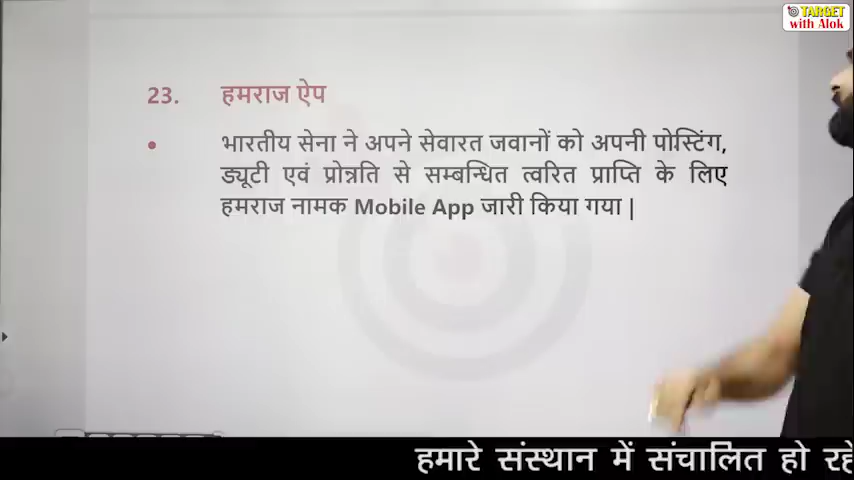 TARGET
with Alok
23. हमराज ऐप
• भारतीय सेना ने अपने सेवारत जवानों को अपनी पोस्टिंग,
ड्यूटी एवं प्रोन्नति से सम्बन्धित त्वरित प्राप्ति के लिए
हमराज नामक Mobile App जारी किया गया |
हमारे संस्थान में संचालित हो रहे